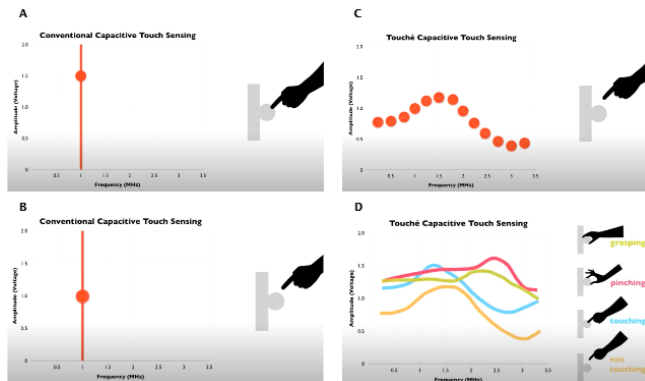 A
Conventional Capacitive Touch Sensing
Amplitude (Voltage)
2.0
1.5
1.0
0.5
0
0.5 1 1.5 2 2.5 3 3.5
Frequency (MHz)
B
Conventional Capacitive Touch Sensing
Amplitude (Voltage)
2.0
1.5
1.0
0.5
0
0.5 1 1.5 2 2.5 3 3.5
Frequency (MHz)
C
Touché Capacitive Touch Sensing
Amplitude (Voltage)
2.0
1.5
1.0
0.5
0
0.5 1 1.5 2 2.5 3 3.5
Frequency (MHz)
D
Touché Capacitive Touch Sensing
Amplitude (Voltage)
2.0
1.5
1.0
0.5
0
0.5 1 1.5 2 2.5 3 3.5
Frequency (MHz)
grasping
pinching
touching
not
touching